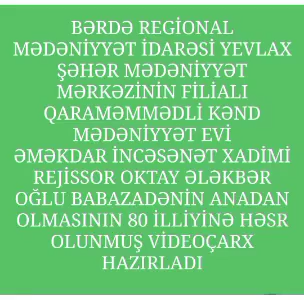 BƏRDƏ REGİONAL
MƏDƏNİYYƏT İDARƏSİ YEVLAX
ŞƏHƏR MƏDƏNİYYƏT
MƏRKƏZİNİN FİLİALI
QARAMƏMMƏDLİ KƏND
MƏDƏNİYYƏT EVİ
ƏMƏKDAR İNCƏSƏNƏT XADİMİ
REJİSSOR OKTAY ƏLƏKBƏR
OĞLU BABAZADƏNİN ANADAN
OLMASININ 80 İLLİYİNƏ HƏSR
OLUNMUŞ VİDEOÇARX
HAZIRLADI